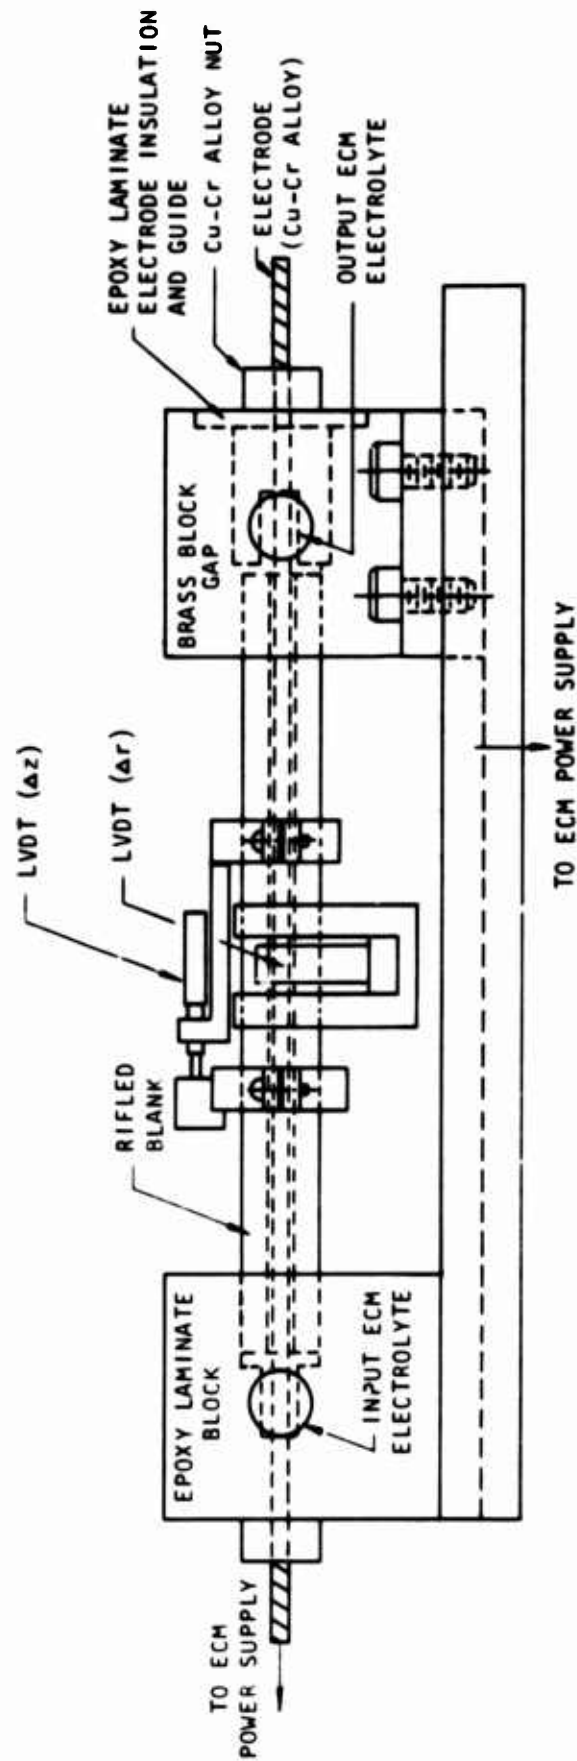 EPOXY LAMINATE
ELECTRODE INSULATION
AND GUIDE
Cu-Cr ALLOY NUT
ELECTRODE
(Cu-Cr ALLOY)
OUTPUT ECM
ELECTROLYTE
BRASS BLOCK
GAP
LVDT (Δz)
LVDT (Δr)
RIFLED
BLANK
EPOXY LAMINATE
BLOCK
INPUT ECM
ELECTROLYTE
TO ECM
POWER SUPPLY
TO ECM POWER SUPPLY